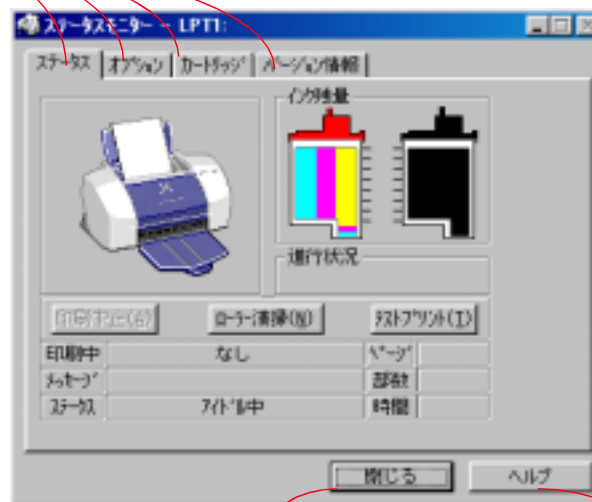 ステータスモニター - LPT1:
ステータス オプション カートリッジ バージョン情報
インク残量
進行状況
印刷中止(A) ローラー清掃(N) テストプリント(T)
印刷中 なし ページ
メッセージ 部数
ステータス アイドル中 時間
閉じる ヘルプ